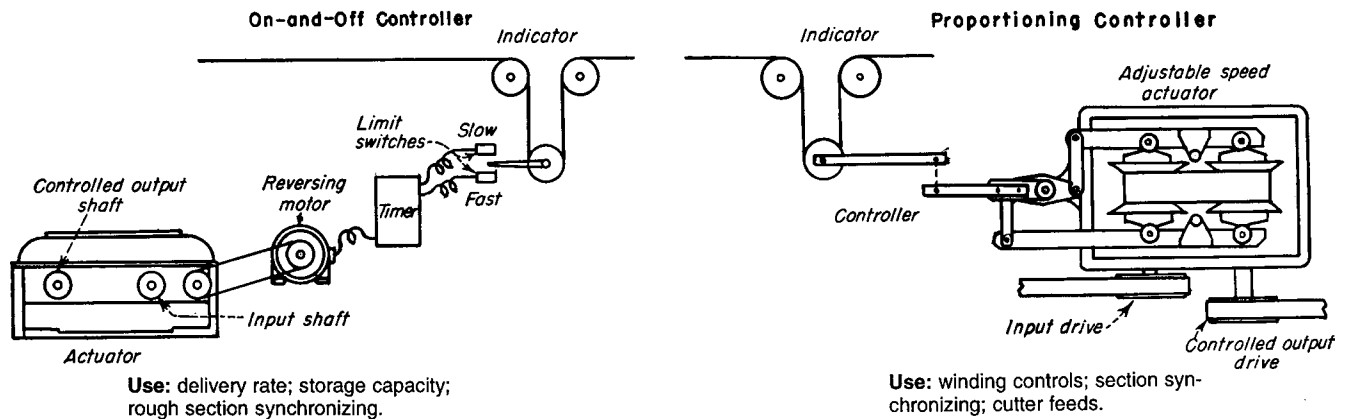 On-and-Off Controller
Indicator
Limit
switches
Slow
Fast
Timer
Reversing
motor
Controlled output
shaft
Input shaft
Actuator
Use: delivery rate; storage capacity;
rough section synchronizing.
Proportioning Controller
Indicator
Adjustable speed
actuator
Controller
Input drive
Controlled output
drive
Use: winding controls; section syn-
chronizing; cutter feeds.